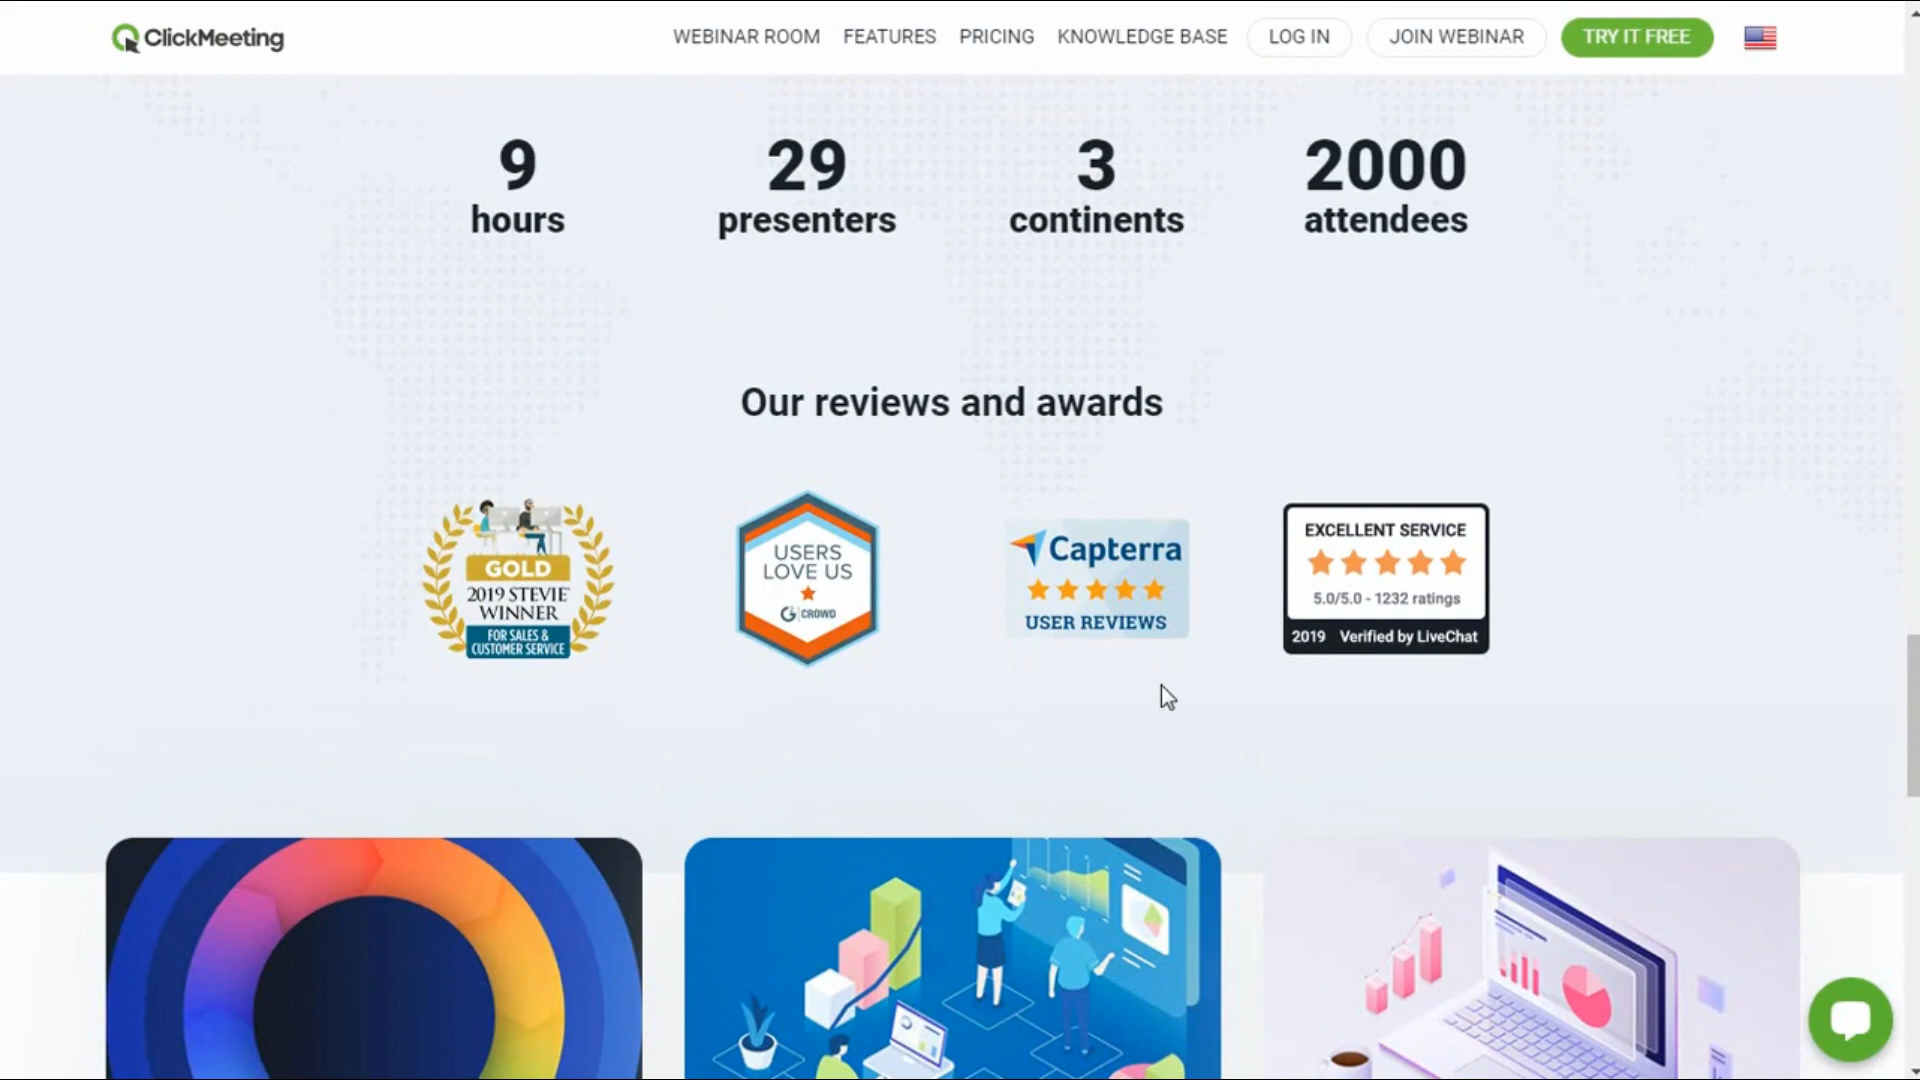 ClickMeeting
WEBINAR ROOM FEATURES PRICING KNOWLEDGE BASE LOG IN JOIN WEBINAR TRY IT FREE
9 29 3 2000
hours presenters continents attendees
Our reviews and awards
GOLD
2019 STEVIE
WINNER
FOR SALES &
CUSTOMER SERVICE
USERS
LOVE US
CROWD
Capterra
USER REVIEWS
EXCELLENT SERVICE
5.0/5.0 - 1232 ratings
2019 Verified by LiveChat